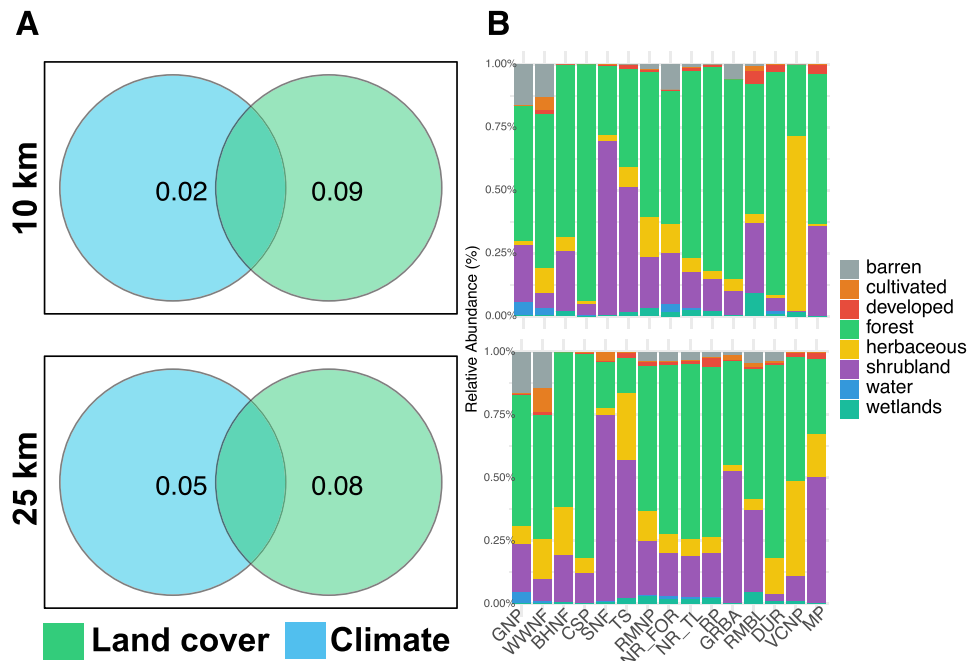 A
10 km
0.02
0.09
25 km
0.05
0.08
Land cover
Climate
B
Relative Abundance (%)
1.00%
0.75%
0.50%
0.25%
0.00%
1.00%
0.75%
0.50%
0.25%
0.00%
GNP
WWNF
BHNF
CSP
SNF
TS
RMNP
NR_FOR
NR_TL
BP
GRBA
RMBL
DUR
VCNP
MP
barren
cultivated
developed
forest
herbaceous
shrubland
water
wetlands